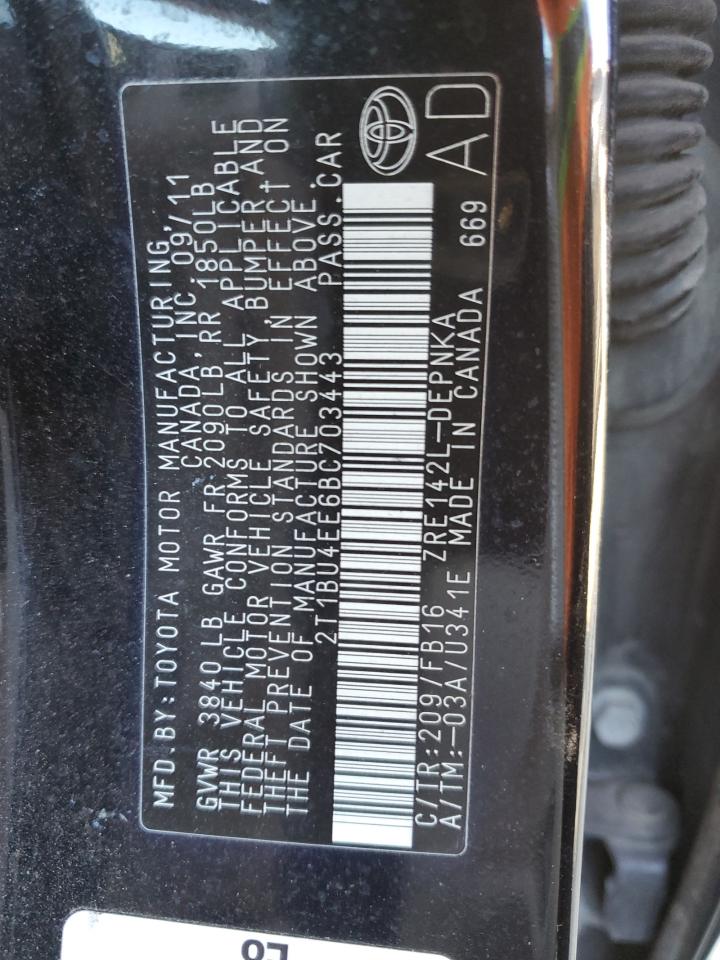 MFD.BY:TOYOTA MOTOR MANUFACTURING,
CANADA,INC. 09/11
GVWR 3840 LB GAWR FR 2090LB,RR 1850LB
THIS VEHICLE CONFORMS TO ALL APPLICABLE
FEDERAL MOTOR VEHICLE SAFETY,BUMPER,AND
THEFT PREVENTION STANDARDS IN EFFECT ON
THE DATE OF MANUFACTURE SHOWN ABOVE.
2T1BU4EE6BC703443 PASS.CAR
C/TR:209/FB16 ZRE142L-DEPNKA
A/TM:-03A/U341E MADE IN CANADA 669
AD